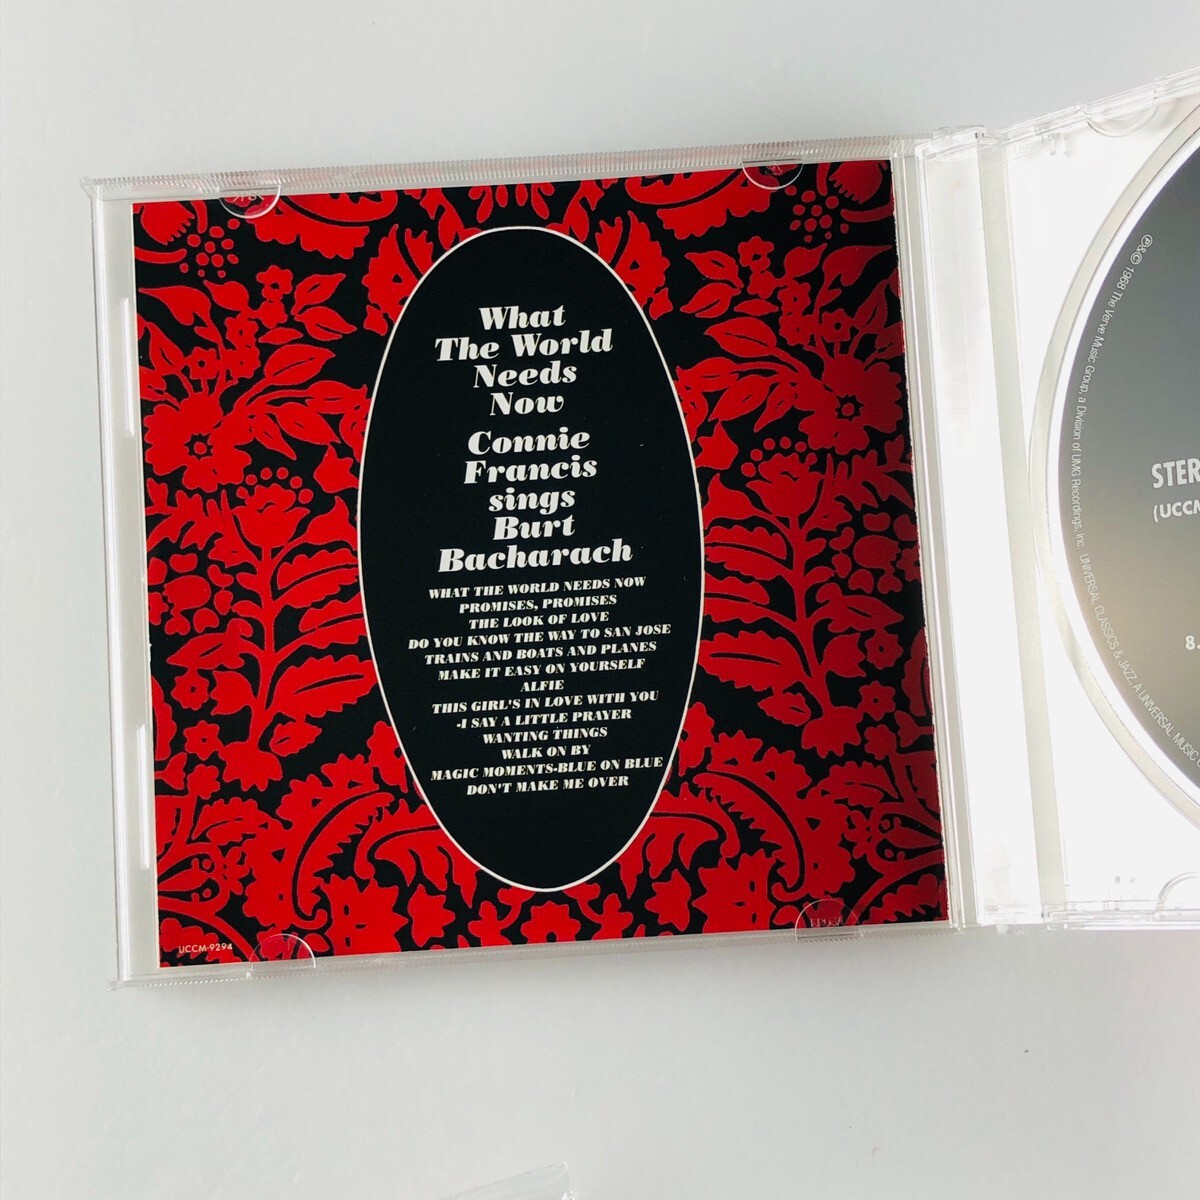 What
The World
Needs
Now
Connie
Francis
sings
Burt
Bacharach
WHAT THE WORLD NEEDS NOW
PROMISES, PROMISES
THE LOOK OF LOVE
DO YOU KNOW THE WAY TO SAN JOSE
TRAINS AND BOATS AND PLANES
MAKE IT EASY ON YOURSELF
ALFIE
THIS GIRL'S IN LOVE WITH YOU
-I SAY A LITTLE PRAYER
WANTING THINGS
WALK ON BY
MAGIC MOMENTS-BLUE ON BLUE
DON'T MAKE ME OVER
UCCM-9294
℗&© 1968 The Verve Music Group, a Division of UMG Recordings, Inc. UNIVERSAL CLASSICS & JAZZ, A UNIVERSAL MUSIC
STER
(UCCM
8.